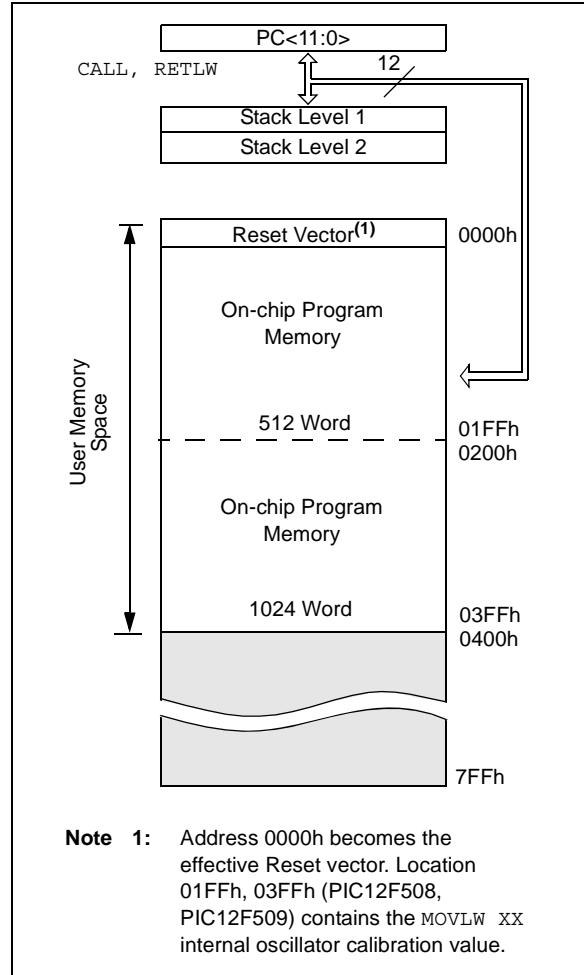 PC<11:0>
CALL, RETLW
12
Stack Level 1
Stack Level 2
Reset Vector(1)
0000h
On-chip Program
Memory
User Memory
Space
512 Word
01FFh
0200h
On-chip Program
Memory
1024 Word
03FFh
0400h
7FFh
Note 1: Address 0000h becomes the
effective Reset vector. Location
01FFh, 03FFh (PIC12F508,
PIC12F509) contains the MOVLW XX
internal oscillator calibration value.